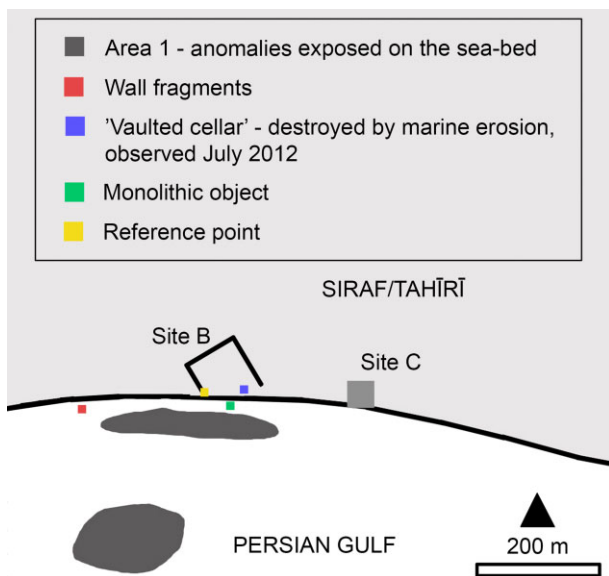 Area 1 - anomalies exposed on the sea-bed
Wall fragments
’Vaulted cellar’ - destroyed by marine erosion,
observed July 2012
Monolithic object
Reference point
SIRAF/TAHĪRĪ
Site B
Site C
PERSIAN GULF
200 m